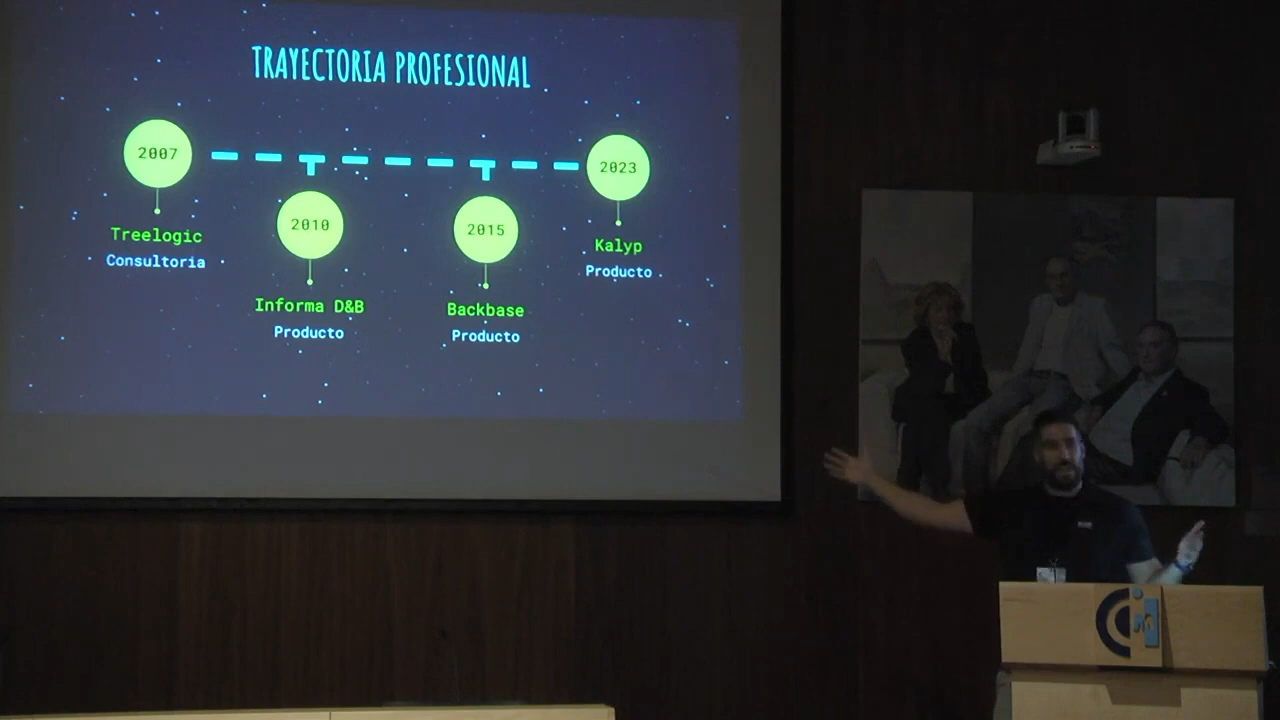 TRAYECTORIA PROFESIONAL
2007
Treelogic
Consultoria
2010
Informa D&B
Producto
2015
Backbase
Producto
2023
Kalyp
Producto